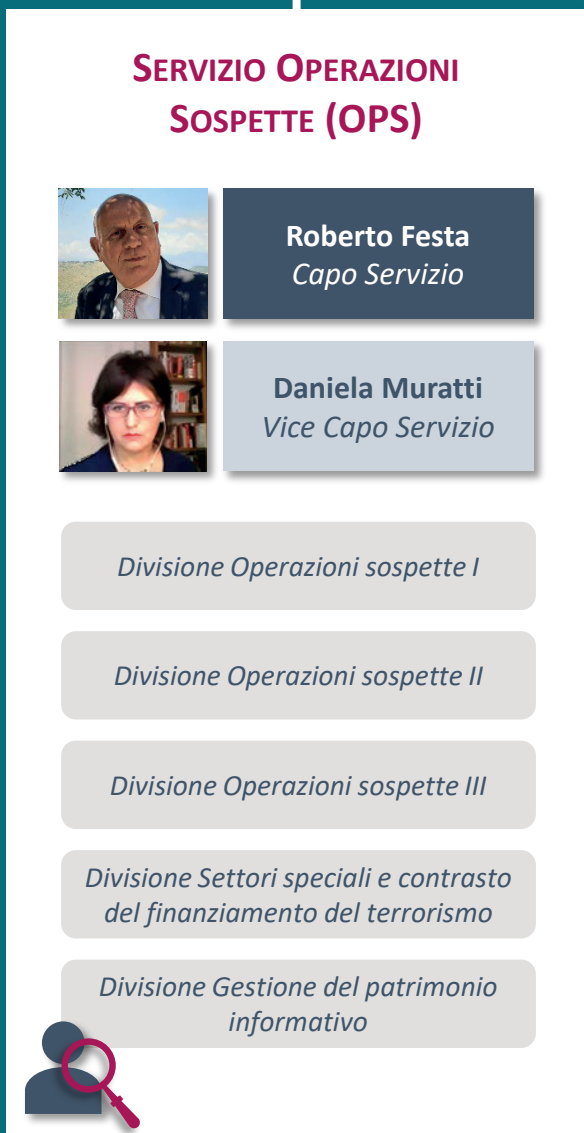 SERVIZIO OPERAZIONI
SOSPETTE (OPS)
Roberto Festa
Capo Servizio
Daniela Muratti
Vice Capo Servizio
Divisione Operazioni sospette I
Divisione Operazioni sospette II
Divisione Operazioni sospette III
Divisione Settori speciali e contrasto
del finanziamento del terrorismo
Divisione Gestione del patrimonio
informativo